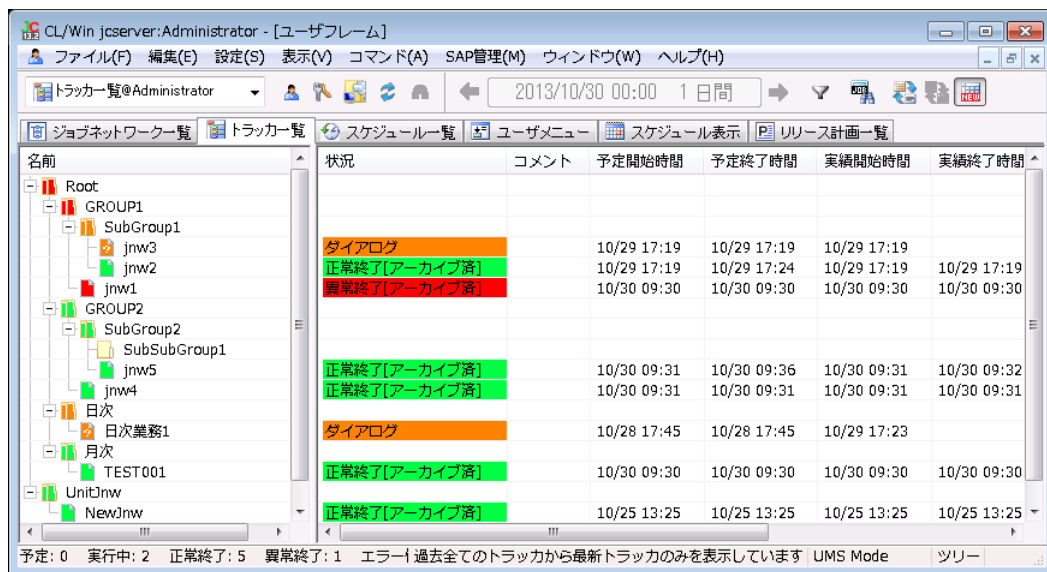 CL/Win jcserver:Administrator - [ユーザフレーム]
ファイル(F) 編集(E) 設定(S) 表示(V) コマンド(A) SAP管理(M) ウィンドウ(W) ヘルプ(H)
トラッカ一覧@Administrator 2013/10/30 00:00 1 日間 NEW
ジョブネットワーク一覧 トラッカ一覧 スケジュール一覧 ユーザメニュー スケジュール表示 リリース計画一覧
名前 状況 コメント 予定開始時間 予定終了時間 実績開始時間 実績終了時間
Root
GROUP1
SubGroup1
jnw3 ダイアログ 10/29 17:19 10/29 17:19 10/29 17:19
jnw2 正常終了[アーカイブ済] 10/29 17:19 10/29 17:24 10/29 17:19 10/29 17:19
jnw1 異常終了[アーカイブ済] 10/30 09:30 10/30 09:30 10/30 09:30 10/30 09:30
GROUP2
SubGroup2
SubSubGroup1
jnw5 正常終了[アーカイブ済] 10/30 09:31 10/30 09:36 10/30 09:31 10/30 09:32
jnw4 正常終了[アーカイブ済] 10/30 09:31 10/30 09:31 10/30 09:31 10/30 09:31
日次
日次業務1 ダイアログ 10/28 17:45 10/28 17:45 10/29 17:23
月次
TEST001 正常終了[アーカイブ済] 10/30 09:30 10/30 09:30 10/30 09:30 10/30 09:30
UnitJnw
NewJnw 正常終了[アーカイブ済] 10/25 13:25 10/25 13:25 10/25 13:25 10/25 13:25
予定: 0 実行中: 2 正常終了: 5 異常終了: 1 エラー 過去全てのトラッカから最新トラッカのみを表示しています UMS Mode ツリー